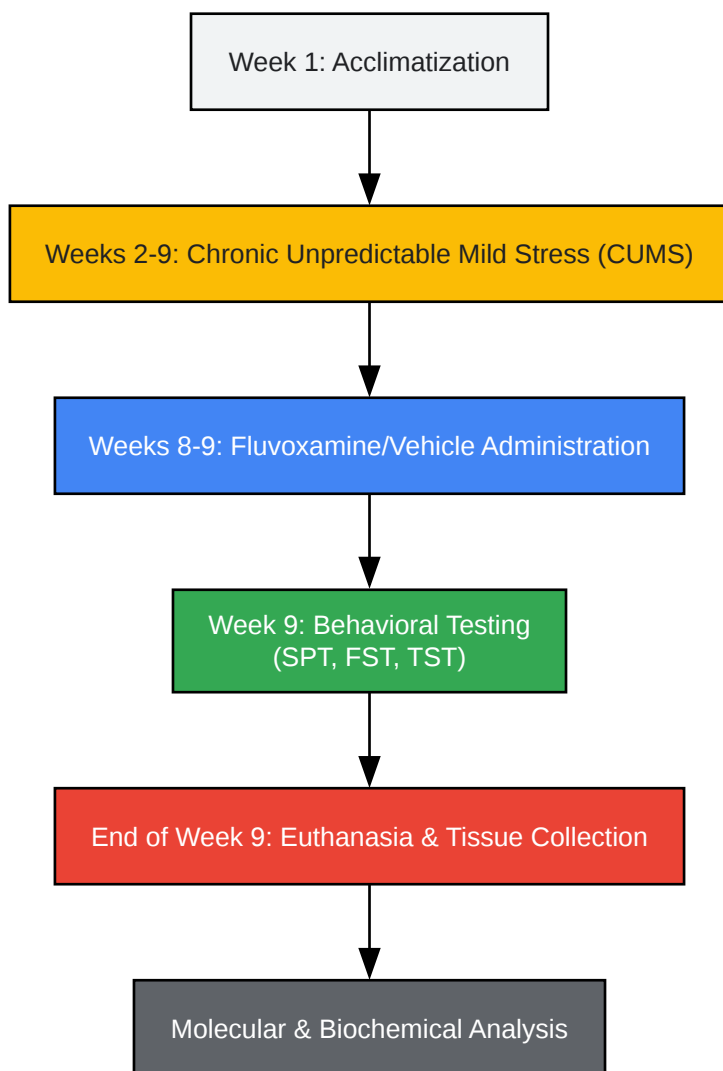 Week 1: Acclimatization
Weeks 2-9: Chronic Unpredictable Mild Stress (CUMS)
Weeks 8-9: Fluvoxamine/Vehicle Administration
Week 9: Behavioral Testing
(SPT, FST, TST)
End of Week 9: Euthanasia & Tissue Collection
Molecular & Biochemical Analysis